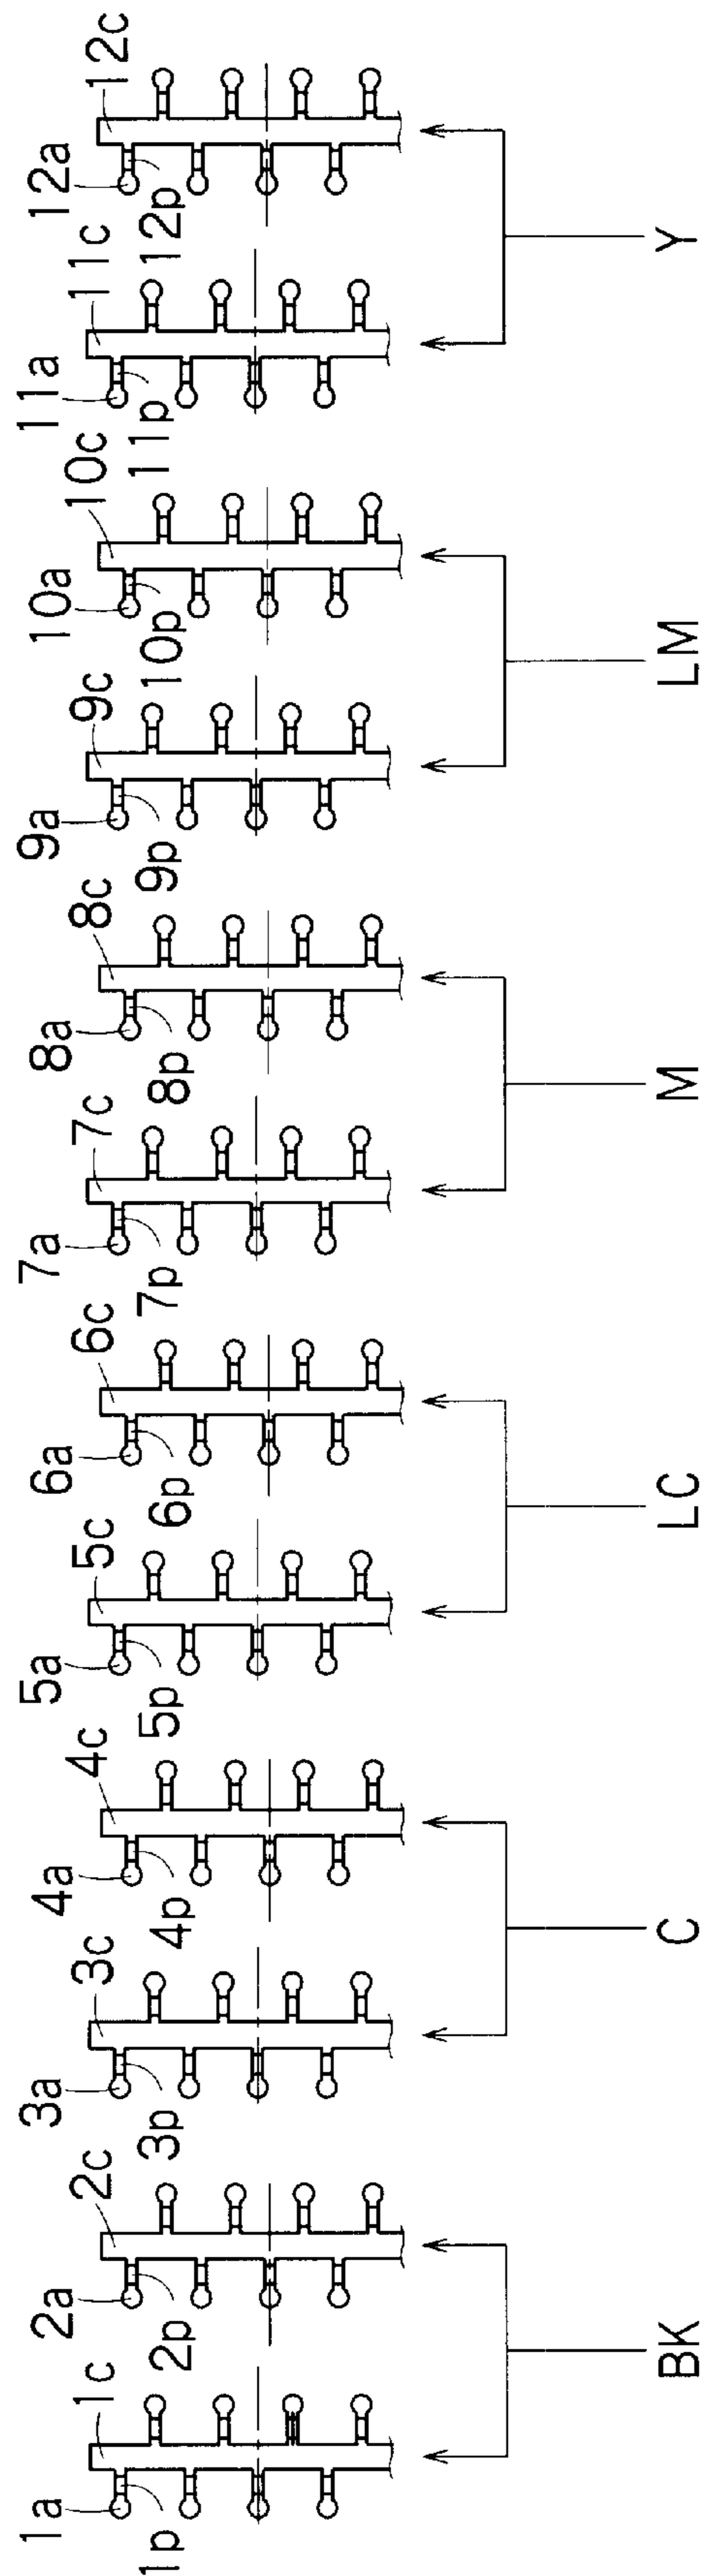 1a 1c 1p
2a 2c 2p
BK
3a 3c 3p
4a 4c 4p
C
5a 5c 5p
6a 6c 6p
LC
7a 7c 7p
8a 8c 8p
M
9a 9c 9p
10a 10c 10p
LM
11a 11c 11p
12a 12c 12p
Y